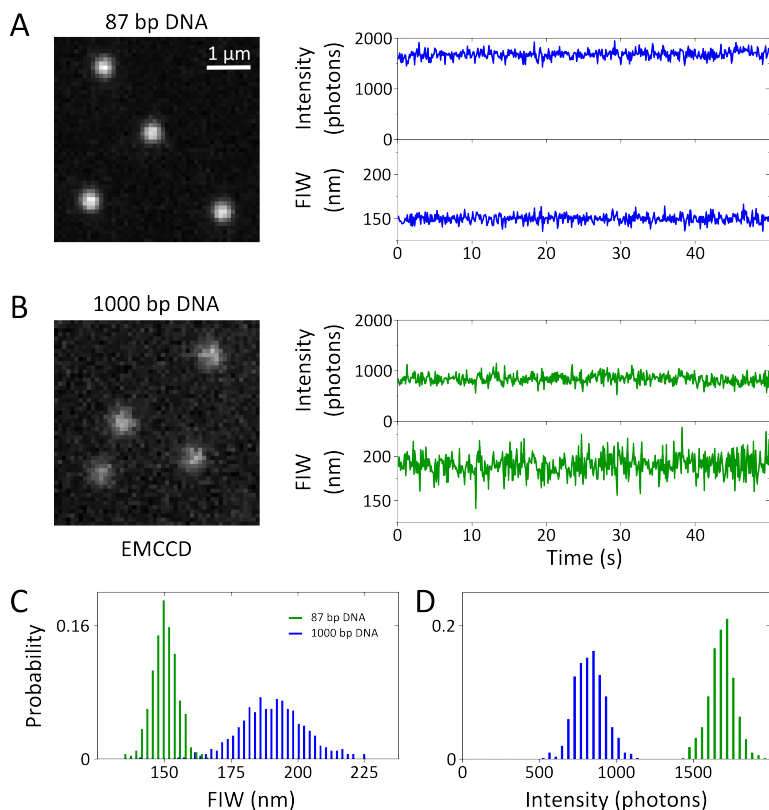 A
87 bp DNA
1 µm
Intensity
(photons)
2000
1000
0
FIW
(nm)
200
150
0
10
20
30
40
B
1000 bp DNA
EMCCD
Intensity
(photons)
2000
1000
0
FIW
(nm)
200
150
0
10
20
30
40
Time (s)
C
Probability
0.16
0
87 bp DNA
1000 bp DNA
150
175
200
225
FIW (nm)
D
0.2
0
0
500
1000
1500
Intensity (photons)